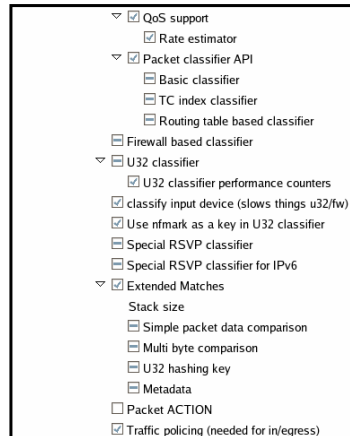 QoS support
Rate estimator
Packet classifier API
Basic classifier
TC index classifier
Routing table based classifier
Firewall based classifier
U32 classifier
U32 classifier performance counters
classify input device (slows things u32/fw)
Use nfmark as a key in U32 classifier
Special RSVP classifier
Special RSVP classifier for IPv6
Extended Matches
Stack size
Simple packet data comparison
Multi byte comparison
U32 hashing key
Metadata
Packet ACTION
Traffic policing (needed for in/egress)